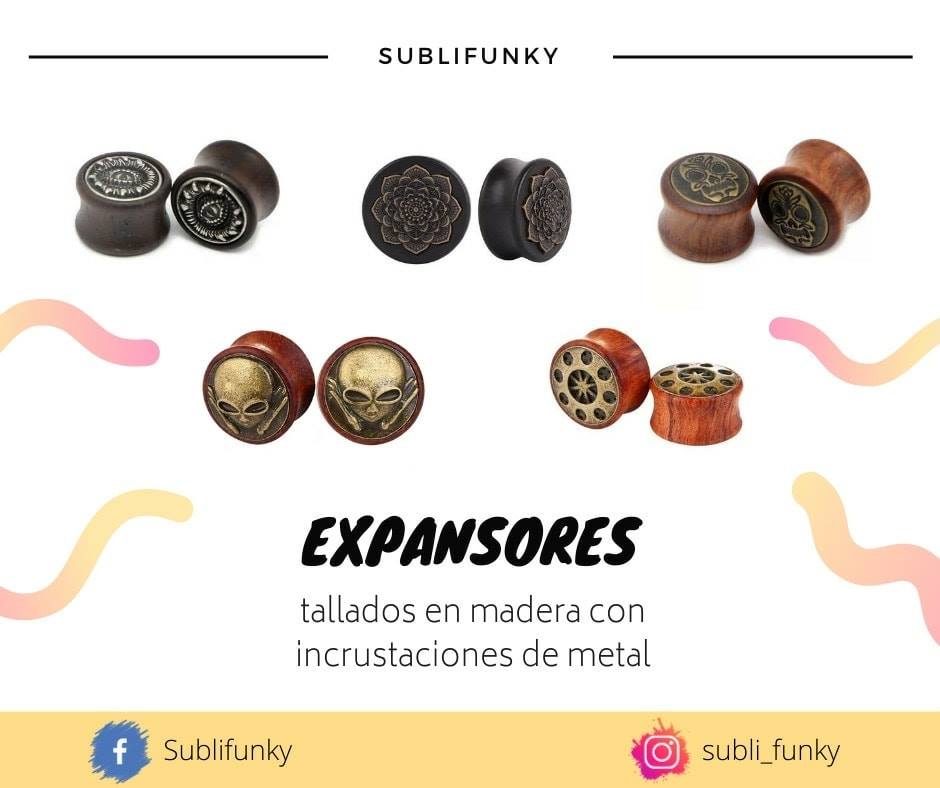 SUBLIFUNKY
EXPANSORES
tallados en madera con
incrustaciones de metal
Sublifunky
subli_funky